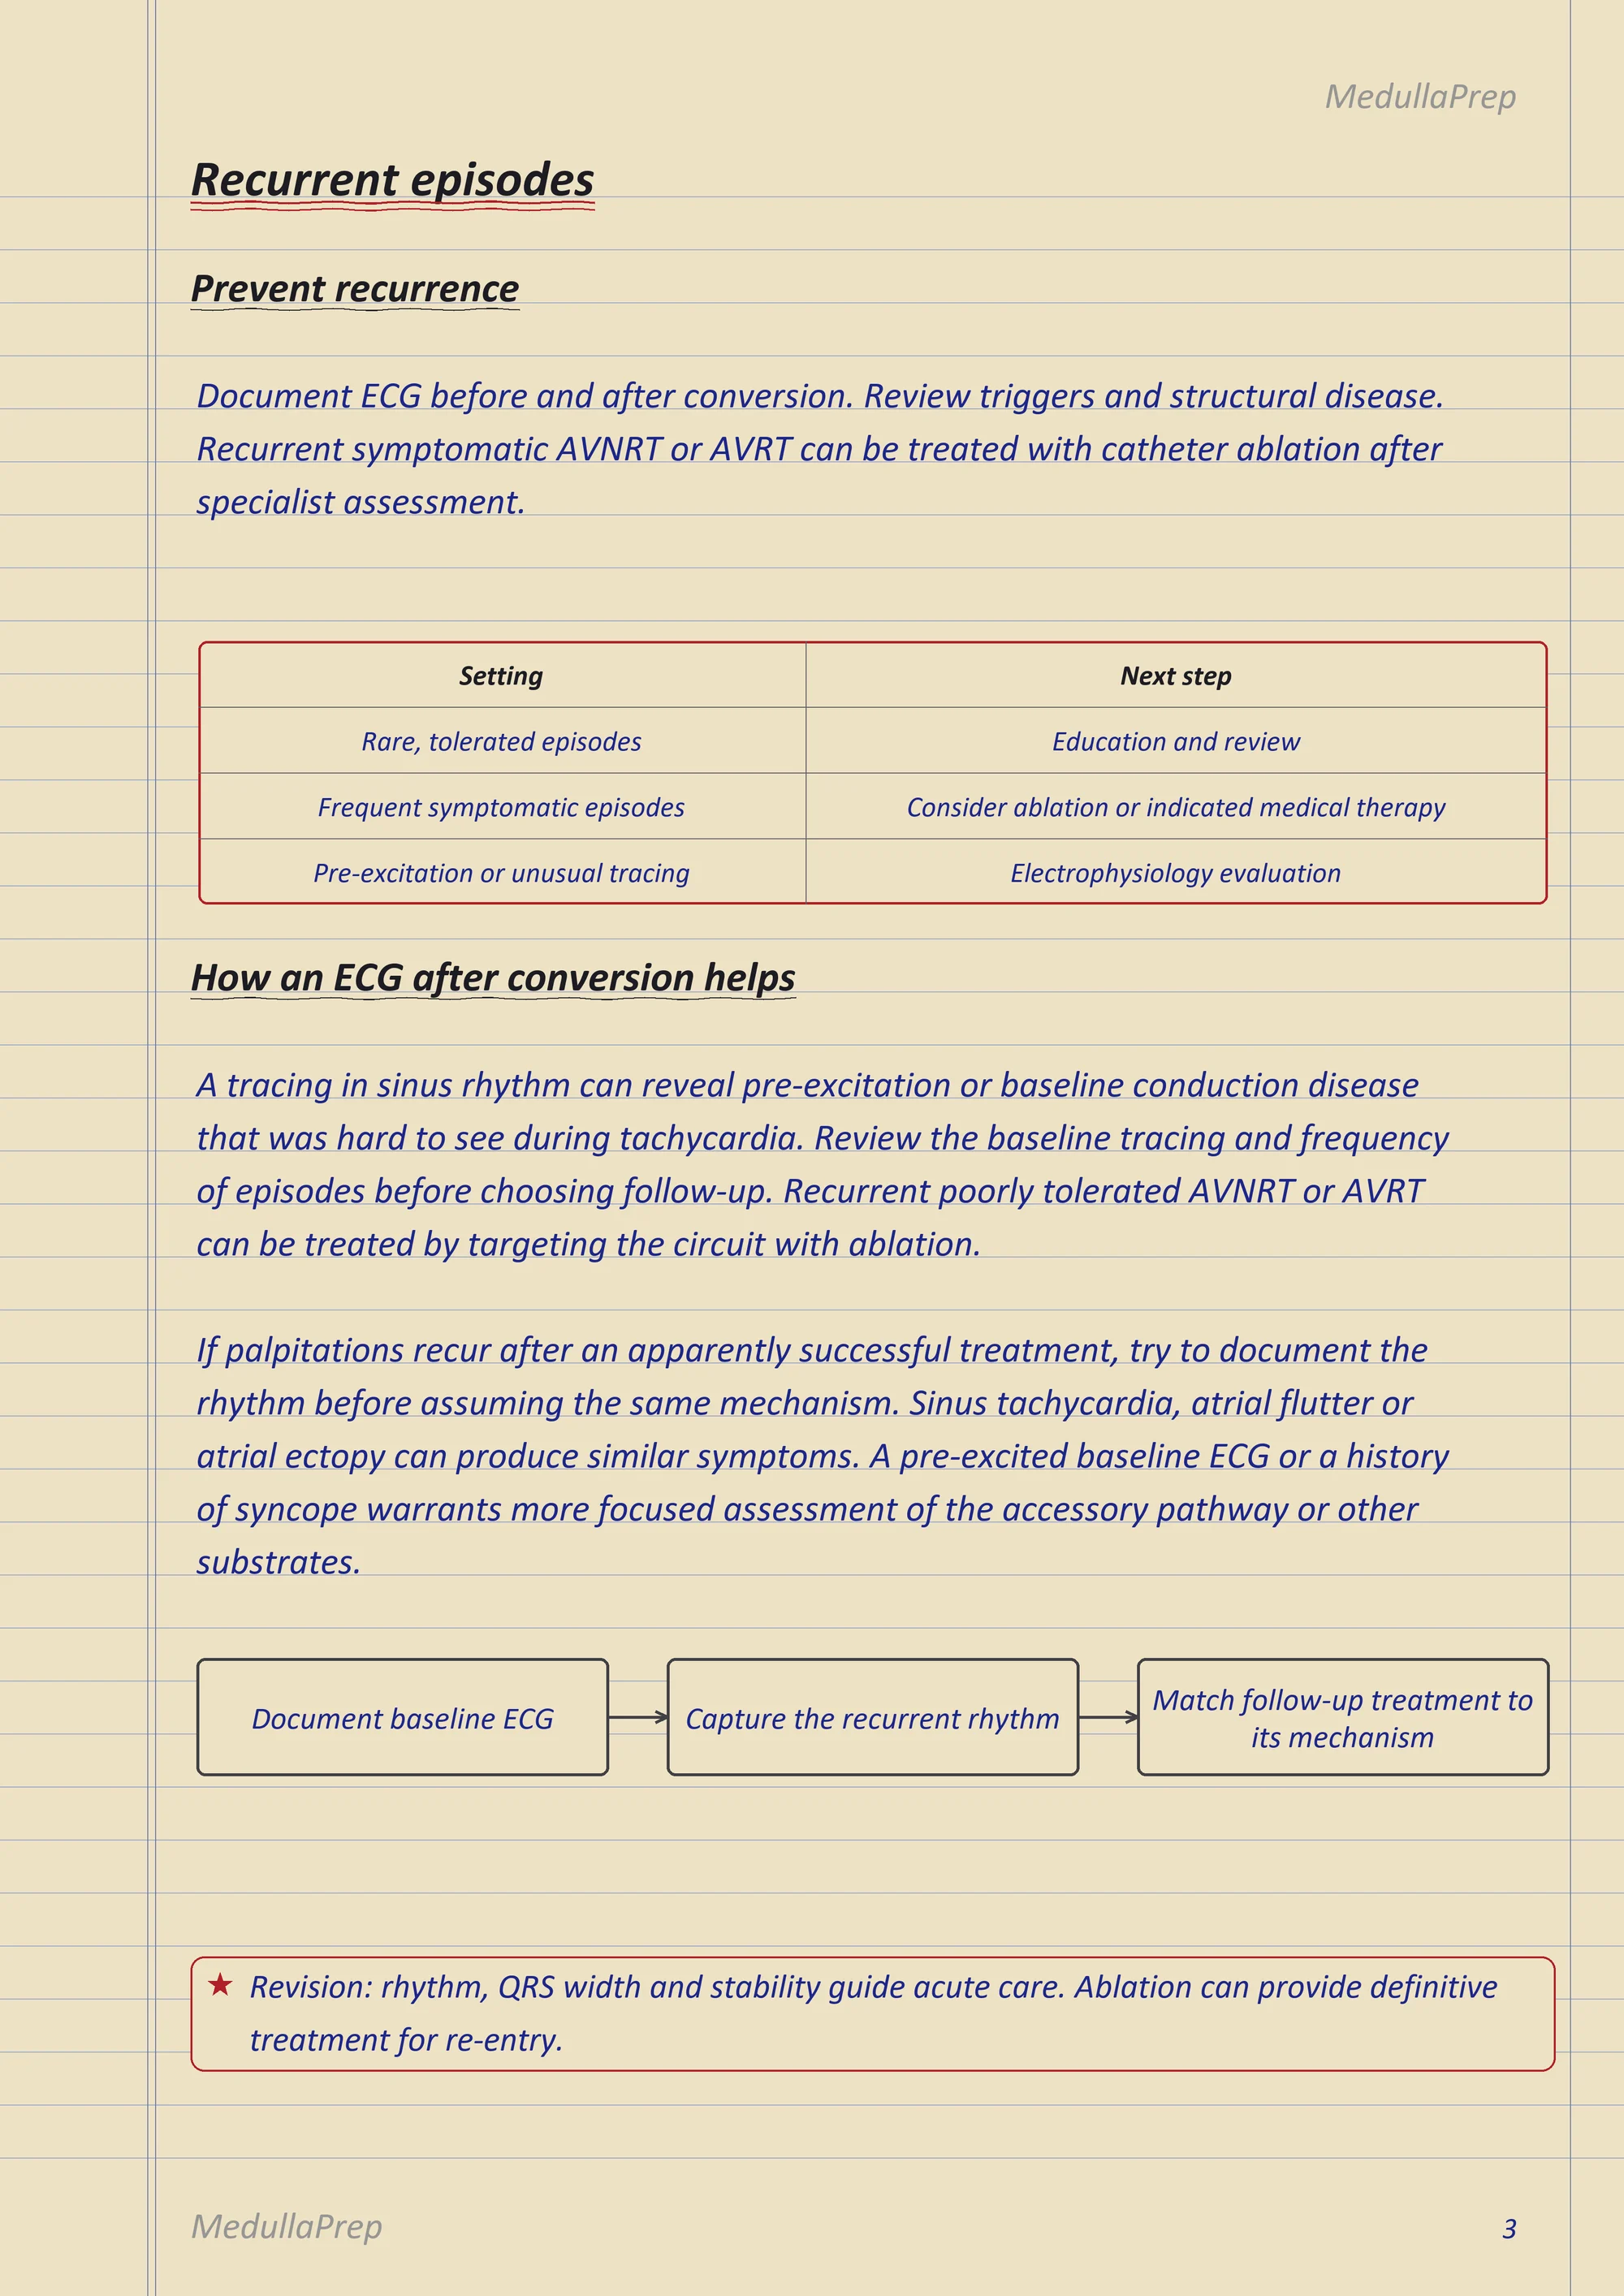 MedullaPrep
Recurrent episodes
Prevent recurrence
Document ECG before and after conversion. Review triggers and structural disease.
Recurrent symptomatic AVNRT or AVRT can be treated with catheter ablation after
specialist assessment.
Setting Next step
Rare, tolerated episodes Education and review
Frequent symptomatic episodes Consider ablation or indicated medical therapy
Pre-excitation or unusual tracing Electrophysiology evaluation
How an ECG after conversion helps
A tracing in sinus rhythm can reveal pre-excitation or baseline conduction disease
that was hard to see during tachycardia. Review the baseline tracing and frequency
of episodes before choosing follow-up. Recurrent poorly tolerated AVNRT or AVRT
can be treated by targeting the circuit with ablation.
If palpitations recur after an apparently successful treatment, try to document the
rhythm before assuming the same mechanism. Sinus tachycardia, atrial flutter or
atrial ectopy can produce similar symptoms. A pre-excited baseline ECG or a history
of syncope warrants more focused assessment of the accessory pathway or other
substrates.
Document baseline ECG
Capture the recurrent rhythm
Match follow-up treatment to
its mechanism
★ Revision: rhythm, QRS width and stability guide acute care. Ablation can provide definitive
treatment for re-entry.
MedullaPrep
3